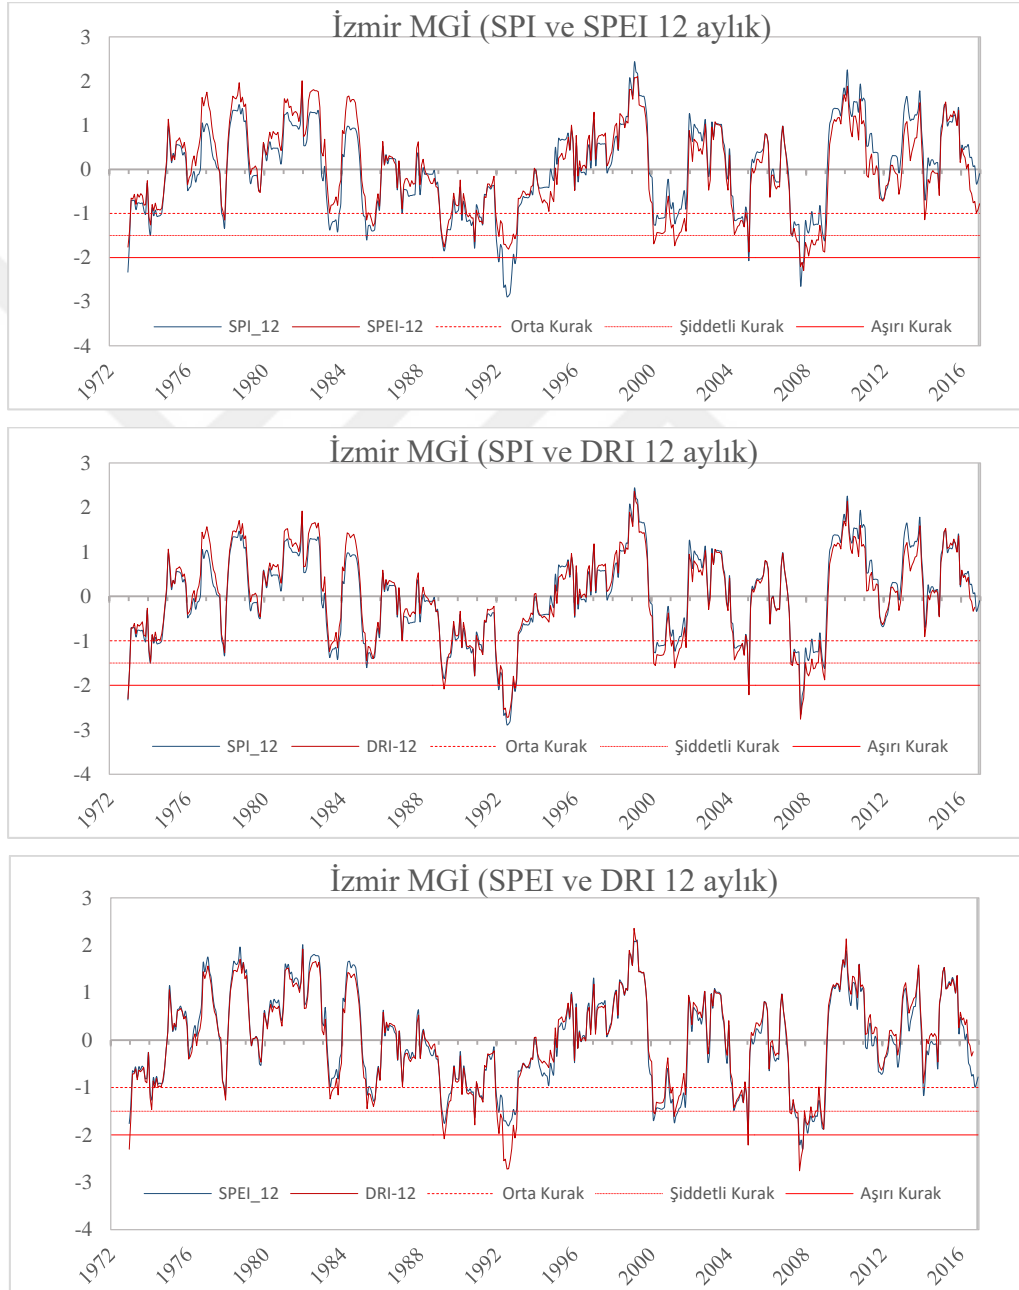 İzmir MGİ (SPI ve SPEI 12 aylık)
3
2
1
0
-1
-2
-3
-4
SPI_12 SPEI-12 Orta Kurak Şiddetli Kurak Aşırı Kurak
1972 1976 1980 1984 1988 1992 1996 2000 2004 2008 2012 2016
İzmir MGİ (SPI ve DRI 12 aylık)
3
2
1
0
-1
-2
-3
-4
SPI_12 DRI-12 Orta Kurak Şiddetli Kurak Aşırı Kurak
1972 1976 1980 1984 1988 1992 1996 2000 2004 2008 2012 2016
İzmir MGİ (SPEI ve DRI 12 aylık)
3
2
1
0
-1
-2
-3
-4
SPEI_12 DRI-12 Orta Kurak Şiddetli Kurak Aşırı Kurak
1972 1976 1980 1984 1988 1992 1996 2000 2004 2008 2012 2016